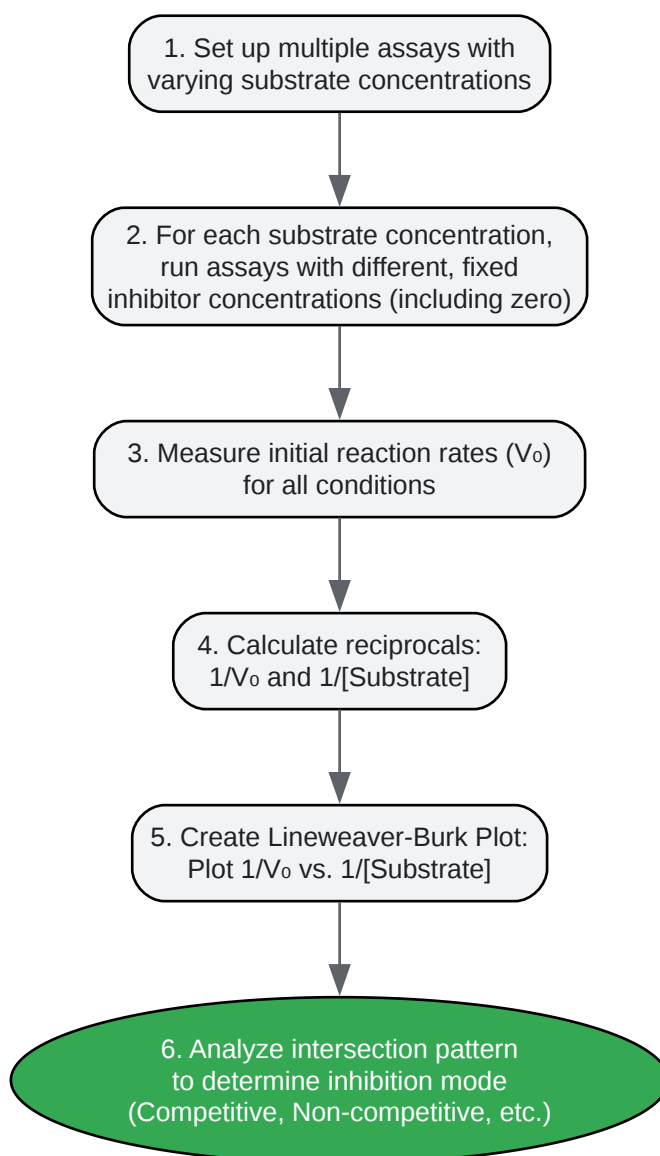 1. Set up multiple assays with
varying substrate concentrations
2. For each substrate concentration,
run assays with different, fixed
inhibitor concentrations (including zero)
3. Measure initial reaction rates (V₀)
for all conditions
4. Calculate reciprocals:
1/V₀ and 1/[Substrate]
5. Create Lineweaver-Burk Plot:
Plot 1/V₀ vs. 1/[Substrate]
6. Analyze intersection pattern
to determine inhibition mode
(Competitive, Non-competitive, etc.)